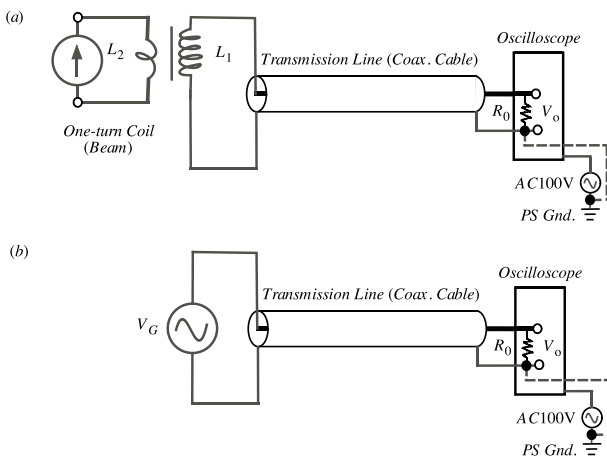 (a)
Oscilloscope
L2
L1
Transmission Line (Coax. Cable)
R0
Vo
One-turn Coil
(Beam)
AC100V
PS Gnd.
(b)
Oscilloscope
Transmission Line (Coax. Cable)
VG
R0
Vo
AC100V
PS Gnd.